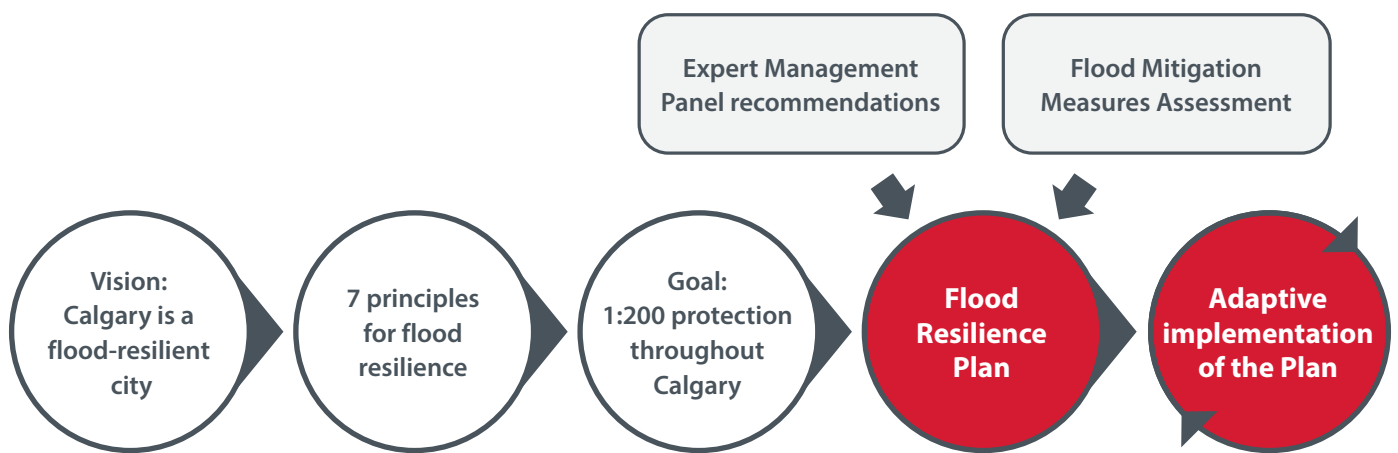 Expert Management
Panel recommendations
Flood Mitigation
Measures Assessment
Vision:
Calgary is a
flood-resilient
city
7 principles
for flood
resilience
Goal:
1:200 protection
throughout
Calgary
Flood
Resilience
Plan
Adaptive
implementation
of the Plan